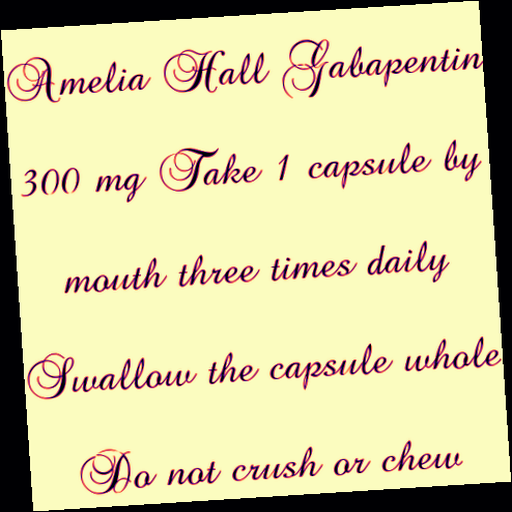 Amelia Hall Gabapentin
300 mg Take 1 capsule by
mouth three times daily
Swallow the capsule whole
Do not crush or chew